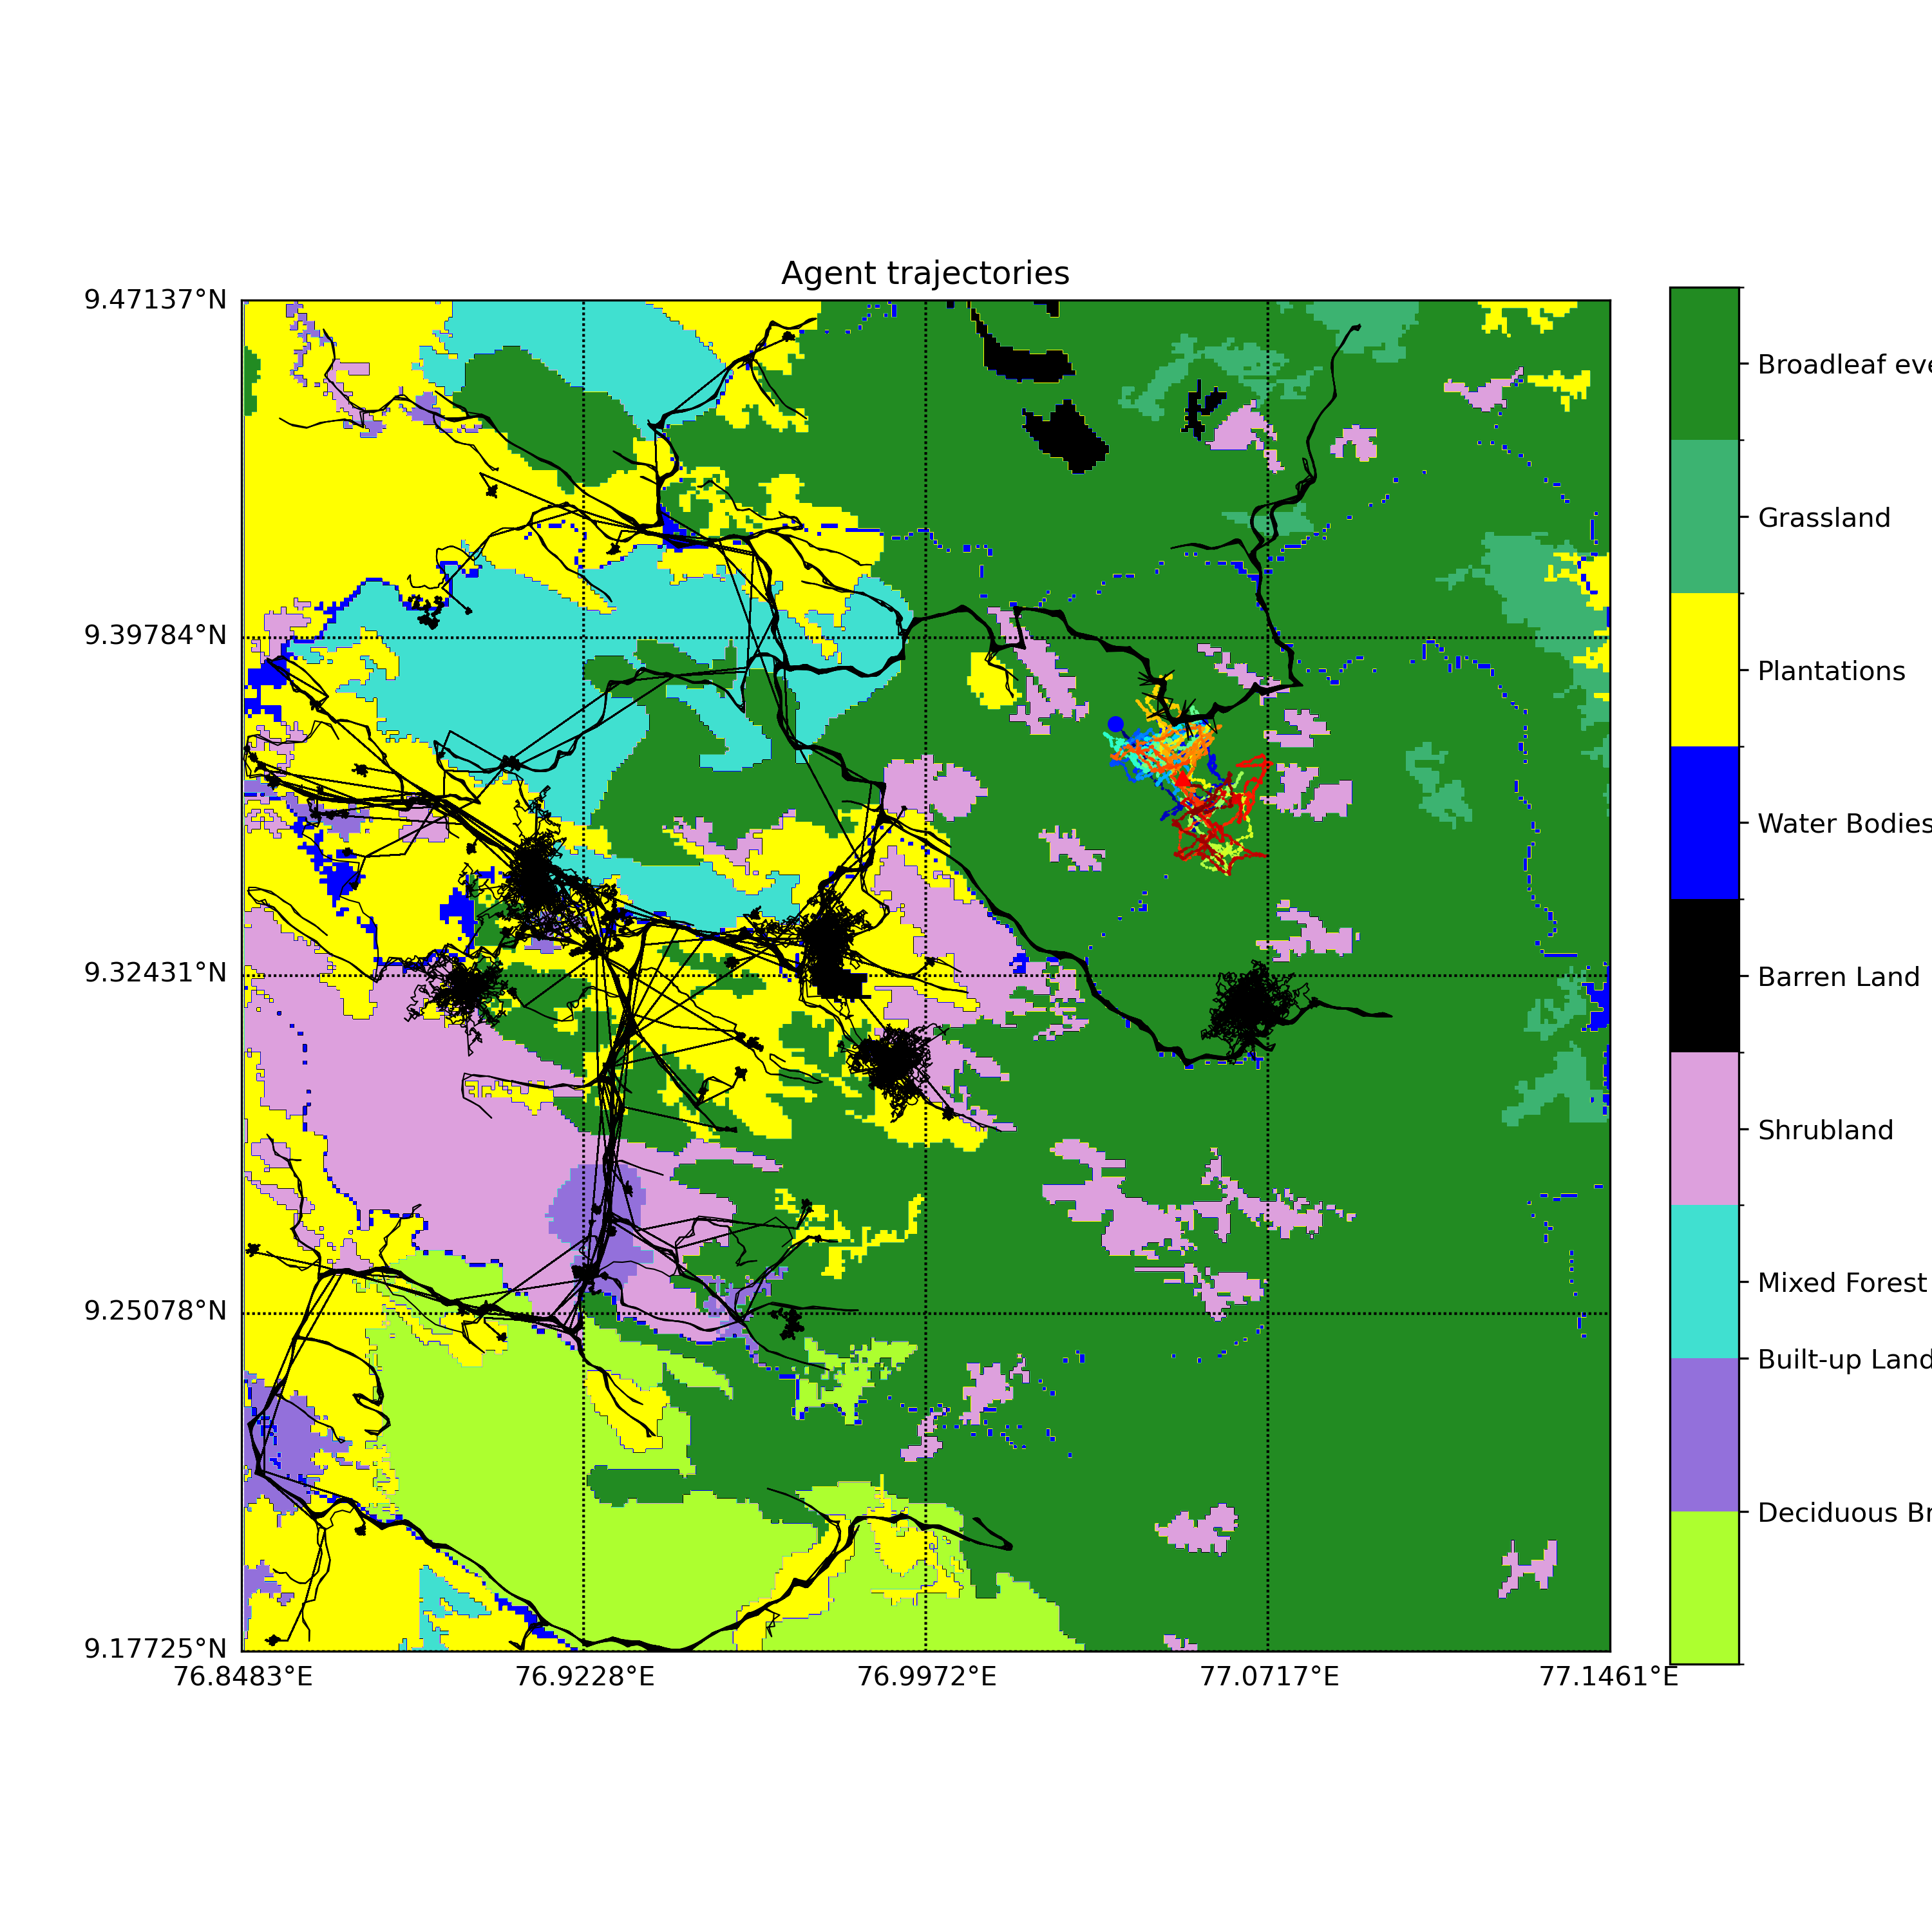 Agent trajectories
9.47137°N
9.39784°N
9.32431°N
9.25078°N
9.17725°N
76.8483°E
76.9228°E
76.9972°E
77.0717°E
77.1461°E
Broadleaf eve
Grassland
Plantations
Water Bodies
Barren Land
Shrubland
Mixed Forest
Built-up Land
Deciduous Br